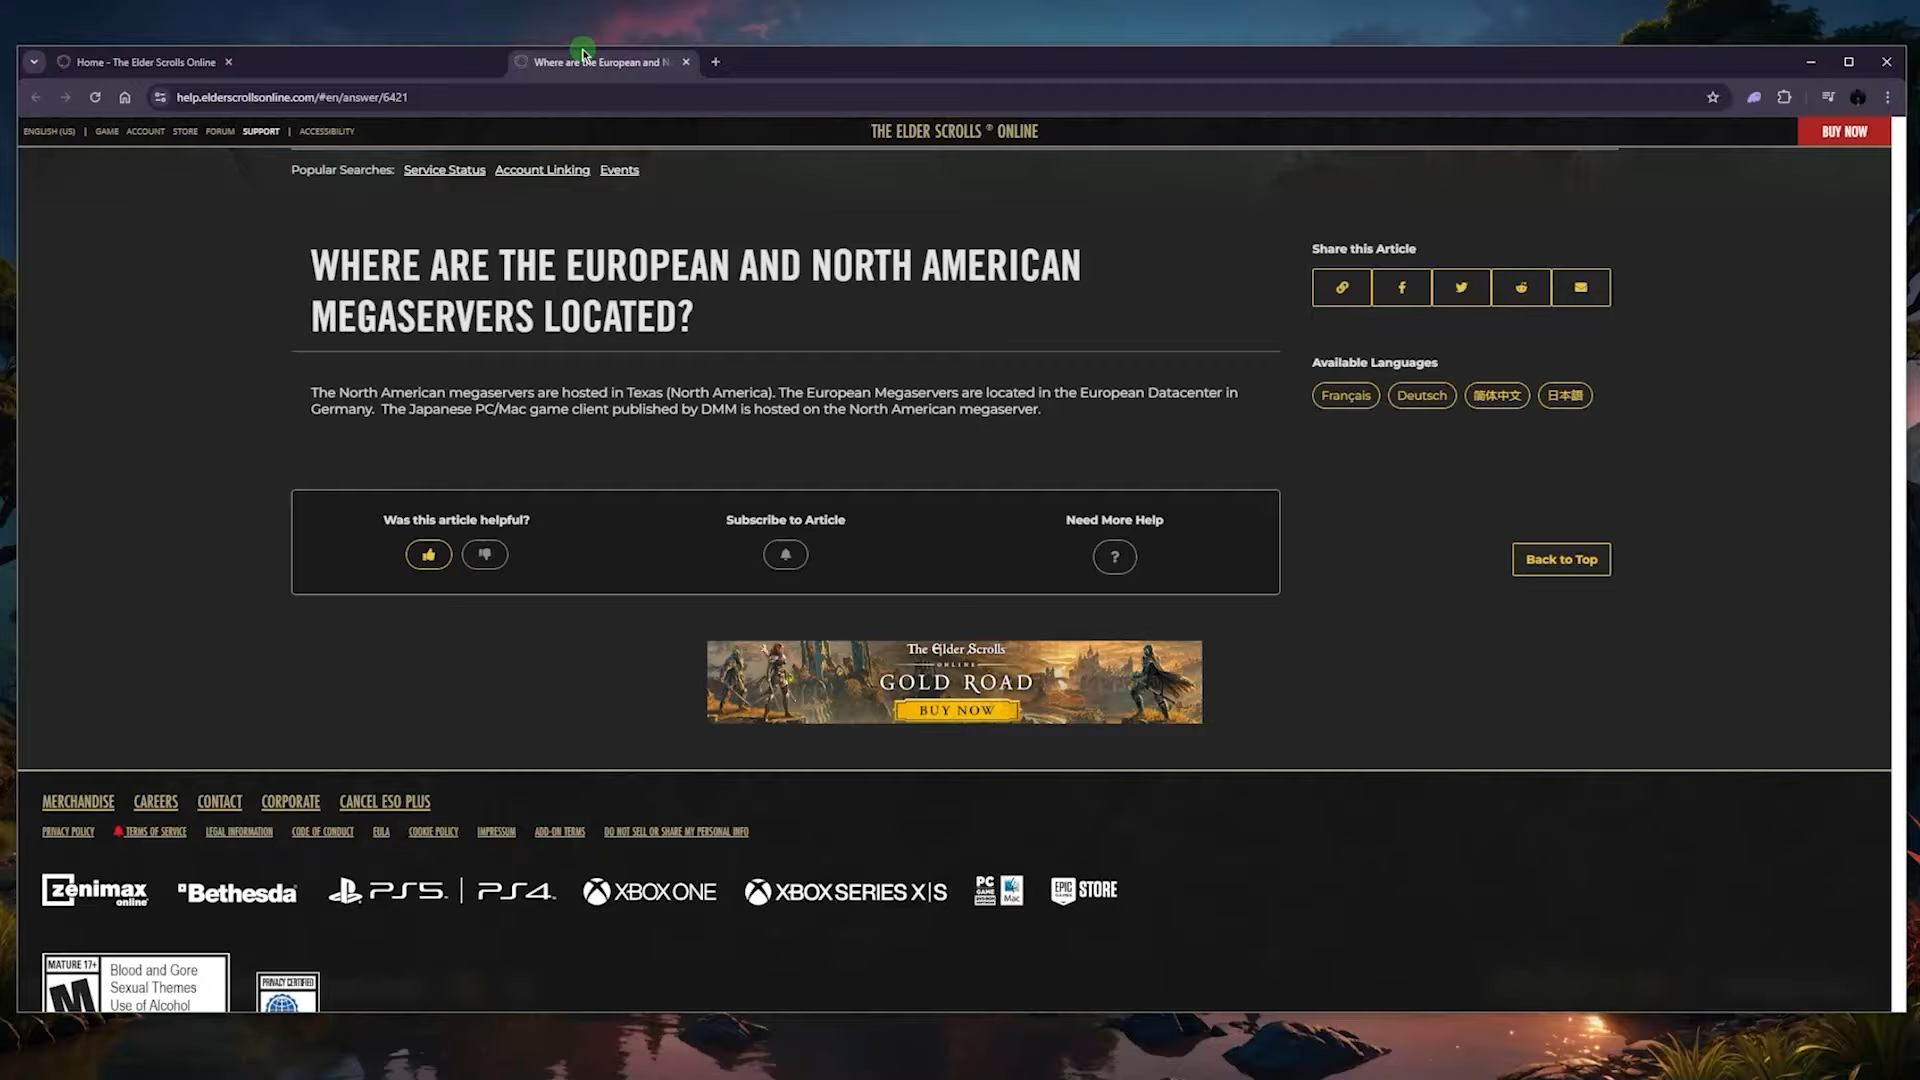 Home - The Elder Scrolls Online
Where are the European and N
help.elderscrollsonline.com/#en/answer/6421
ENGLISH (US) | GAME ACCOUNT STORE FORUM SUPPORT | ACCESSIBILITY
THE ELDER SCROLLS ® ONLINE
BUY NOW
Popular Searches: Service Status Account Linking Events
WHERE ARE THE EUROPEAN AND NORTH AMERICAN
MEGASERVERS LOCATED?
The North American megaservers are hosted in Texas (North America). The European Megaservers are located in the European Datacenter in
Germany. The Japanese PC/Mac game client published by DMM is hosted on the North American megaserver.
Share this Article
Available Languages
Français Deutsch 简体中文 日本語
Was this article helpful?
Subscribe to Article
Need More Help
?
Back to Top
The Elder Scrolls
ONLINE
GOLD ROAD
BUY NOW
MERCHANDISE CAREERS CONTACT CORPORATE CANCEL ESO PLUS
PRIVACY POLICY TERMS OF SERVICE LEGAL INFORMATION CODE OF CONDUCT EULA COOKIE POLICY IMPRESSUM ADD-ON TERMS DO NOT SELL OR SHARE MY PERSONAL INFO
zenimax online
Bethesda
PS5 | PS4
XBOX ONE
XBOX SERIES X|S
PC GAME
Mac
EPIC GAMES STORE
MATURE 17+
M
Blood and Gore
Sexual Themes
Use of Alcohol
PRIVACY CERTIFIED